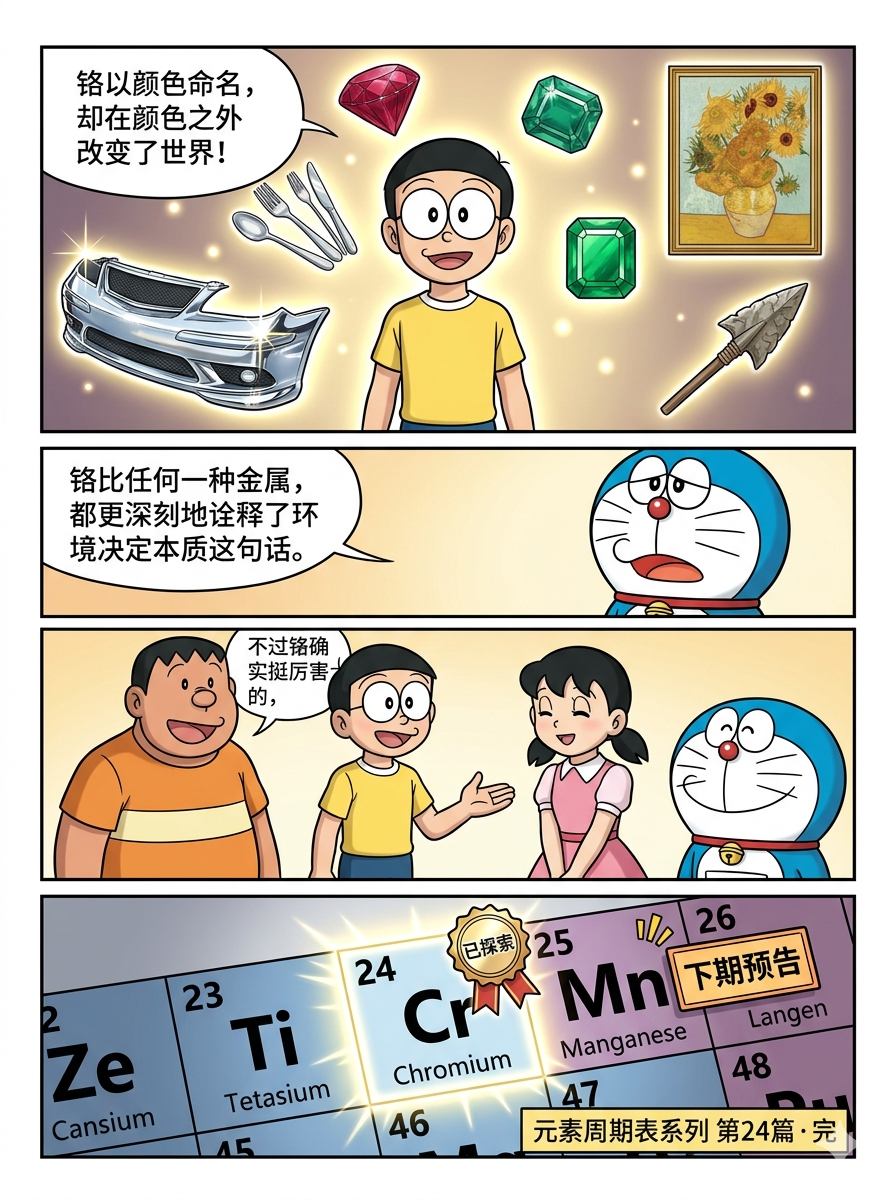 铬以颜色命名，
却在颜色之外
改变了世界！
铬比任何一种金属，
都更深刻地诠释了环
境决定本质这句话。
不过铬确
实挺厉害
的，
已探索
下期预告
2
Ze
Cansium
23
Ti
Tetasium
24
Cr
Chromium
25
Mn
Manganese
26
Langen
45
46
47
48
元素周期表系列 第24篇·完